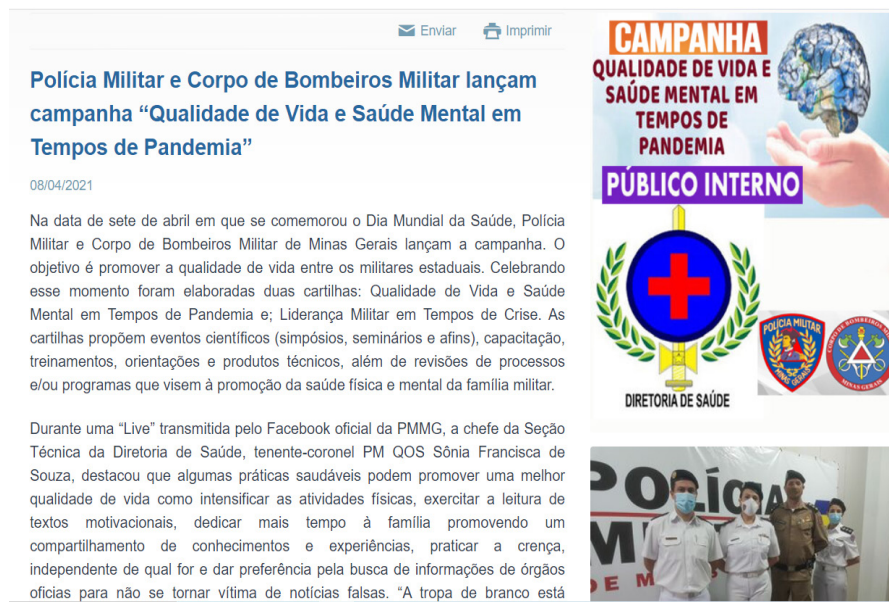 Enviar
Imprimir
Polícia Militar e Corpo de Bombeiros Militar lançam
campanha “Qualidade de Vida e Saúde Mental em
Tempos de Pandemia”
08/04/2021
Na data de sete de abril em que se comemorou o Dia Mundial da Saúde, Polícia
Militar e Corpo de Bombeiros Militar de Minas Gerais lançam a campanha. O
objetivo é promover a qualidade de vida entre os militares estaduais. Celebrando
esse momento foram elaboradas duas cartilhas: Qualidade de Vida e Saúde
Mental em Tempos de Pandemia e; Liderança Militar em Tempos de Crise. As
cartilhas propõem eventos científicos (simpósios, seminários e afins), capacitação,
treinamentos, orientações e produtos técnicos, além de revisões de processos
e/ou programas que visem à promoção da saúde física e mental da família militar.
Durante uma “Live” transmitida pelo Facebook oficial da PMMG, a chefe da Seção
Técnica da Diretoria de Saúde, tenente-coronel PM QOS Sônia Francisca de
Souza, destacou que algumas práticas saudáveis podem promover uma melhor
qualidade de vida como intensificar as atividades físicas, exercitar a leitura de
textos motivacionais, dedicar mais tempo à família promovendo um
compartilhamento de conhecimentos e experiências, praticar a crença,
independente de qual for e dar preferência pela busca de informações de órgãos
oficias para não se tornar vítima de notícias falsas. “A tropa de branco está
CAMPANHA
QUALIDADE DE VIDA E
SAÚDE MENTAL EM
TEMPOS DE
PANDEMIA
PÚBLICO INTERNO
DIRETORIA DE SAÚDE
POLÍCIA MILITAR
MINAS GERAIS
CORPO DE BOMBEIROS
MINAS GERAIS
POLÍCIA
DE